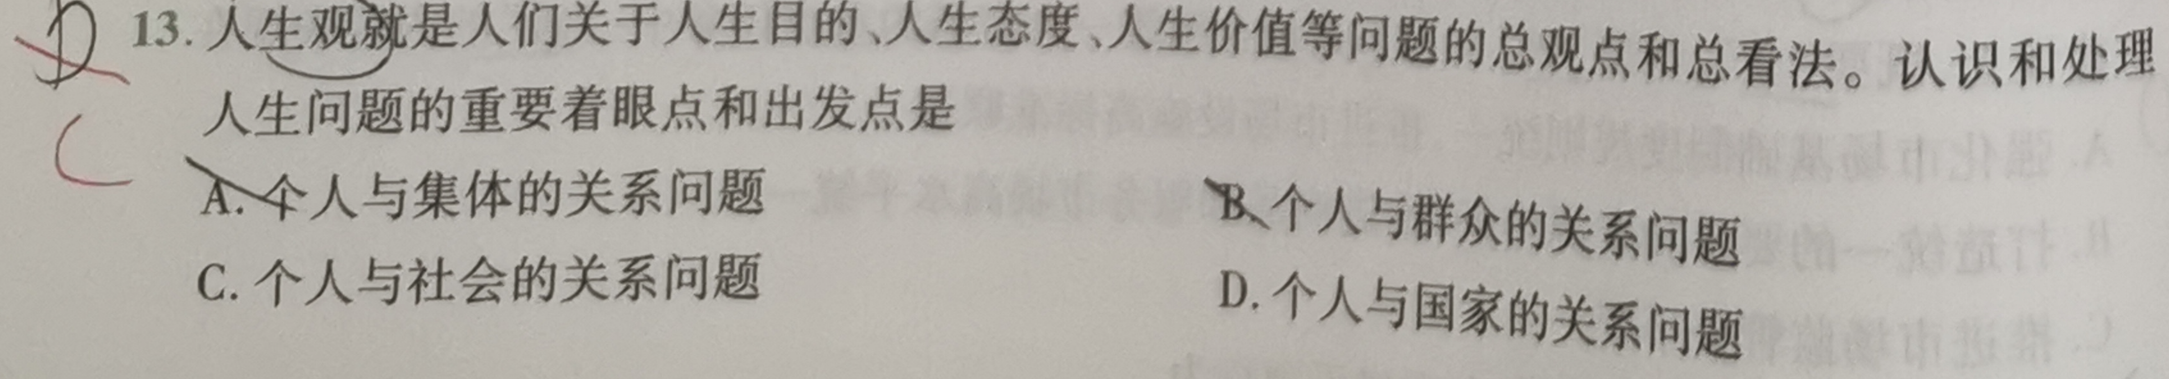 D 13. 人生观就是人们关于人生目的、人生态度、人生价值等问题的总观点和总看法。认识和处理
C 人生问题的重要着眼点和出发点是
A. 个人与集体的关系问题 B. 个人与群众的关系问题
C. 个人与社会的关系问题 D. 个人与国家的关系问题